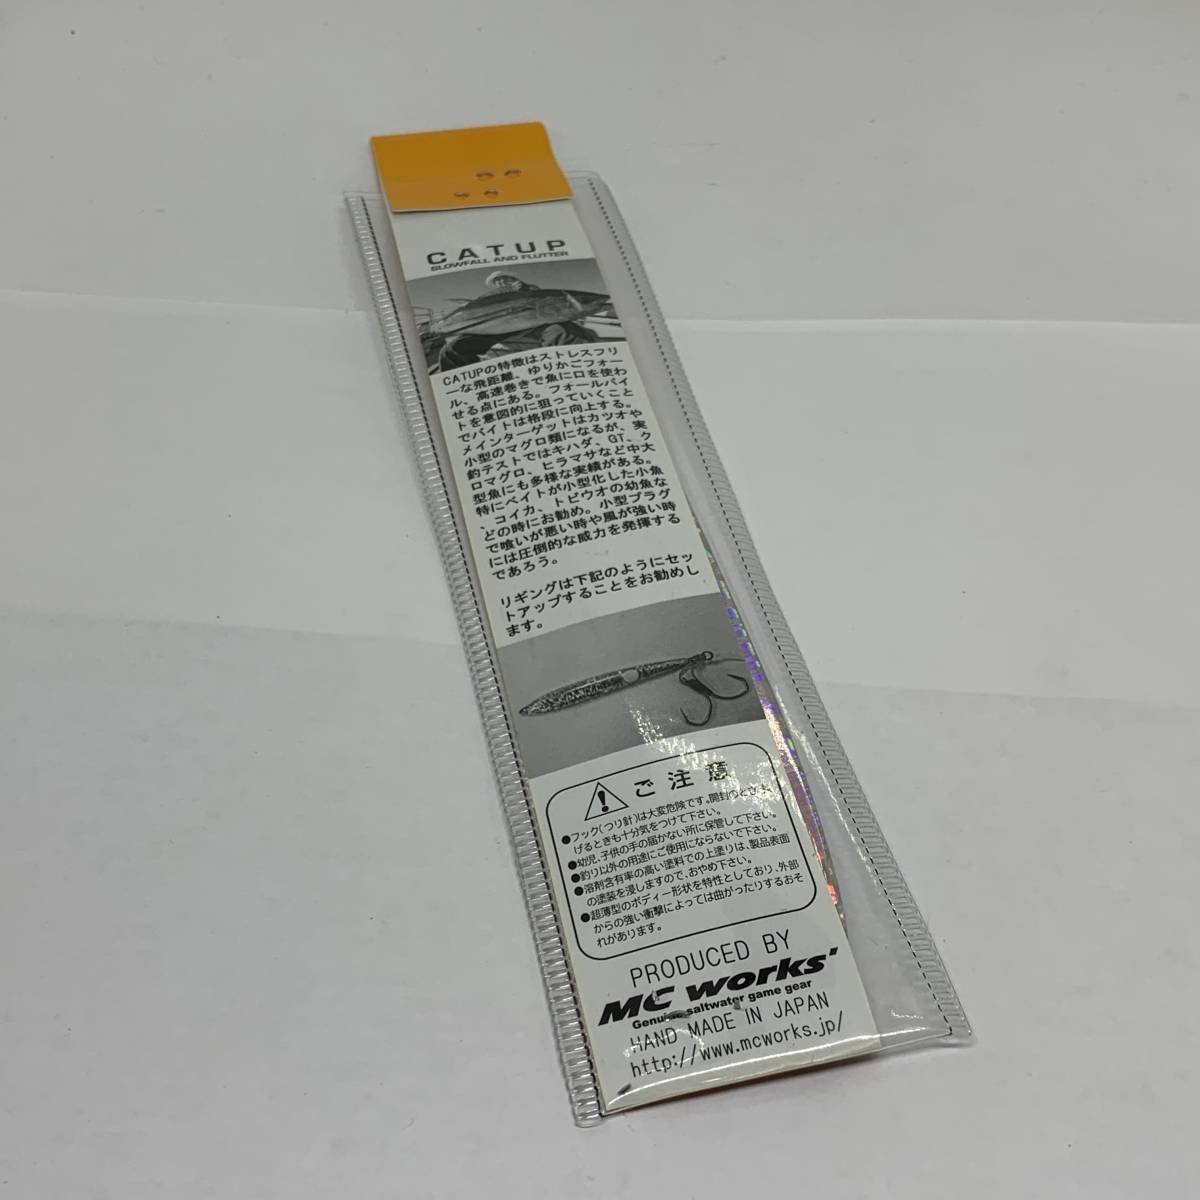 CATUP
SLOWFALL AND FLUTTER
CATUPの特徴はストレスフリ
ーな飛距離、ゆりかごフォー
ル、高速巻きで魚に口を使わ
せる点にある。フォールバイ
トを意図的に狙っていくこと
でバイトは格段に向上する。
メインターゲットはカツオや
小型のマグロ類になるが、実
釣テストではキハダ、GT、ク
ロマグロ、ヒラマサなど中大
型魚にも多様な実績がある。
特にベイトが小型化した小魚
、コイカ、トビウオの幼魚な
どの時にお勧め。小型プラグ
で喰いが悪い時や風が強い時
には圧倒的な威力を発揮する
であろう。
リギングは下記のようにセッ
トアップすることをお勧めし
ます。
ご注意
●フック(つり針)は大変危険です。開封のとき、
げるときも十分気をつけて下さい。
●幼児、子供の手の届かない所に保管して下さい。
●釣り以外の用途にご使用にならないで下さい。
●溶剤含有率の高い塗料での上塗りは、製品表面
の塗装を浸しますので、おやめ下さい。
●超薄型のボディー形状を特性としており、外部
からの強い衝撃によっては曲がったりするおそ
れがあります。
PRODUCED BY
MC works'
Genuine saltwater game gear
HAND MADE IN JAPAN
http://www.mcworks.jp/